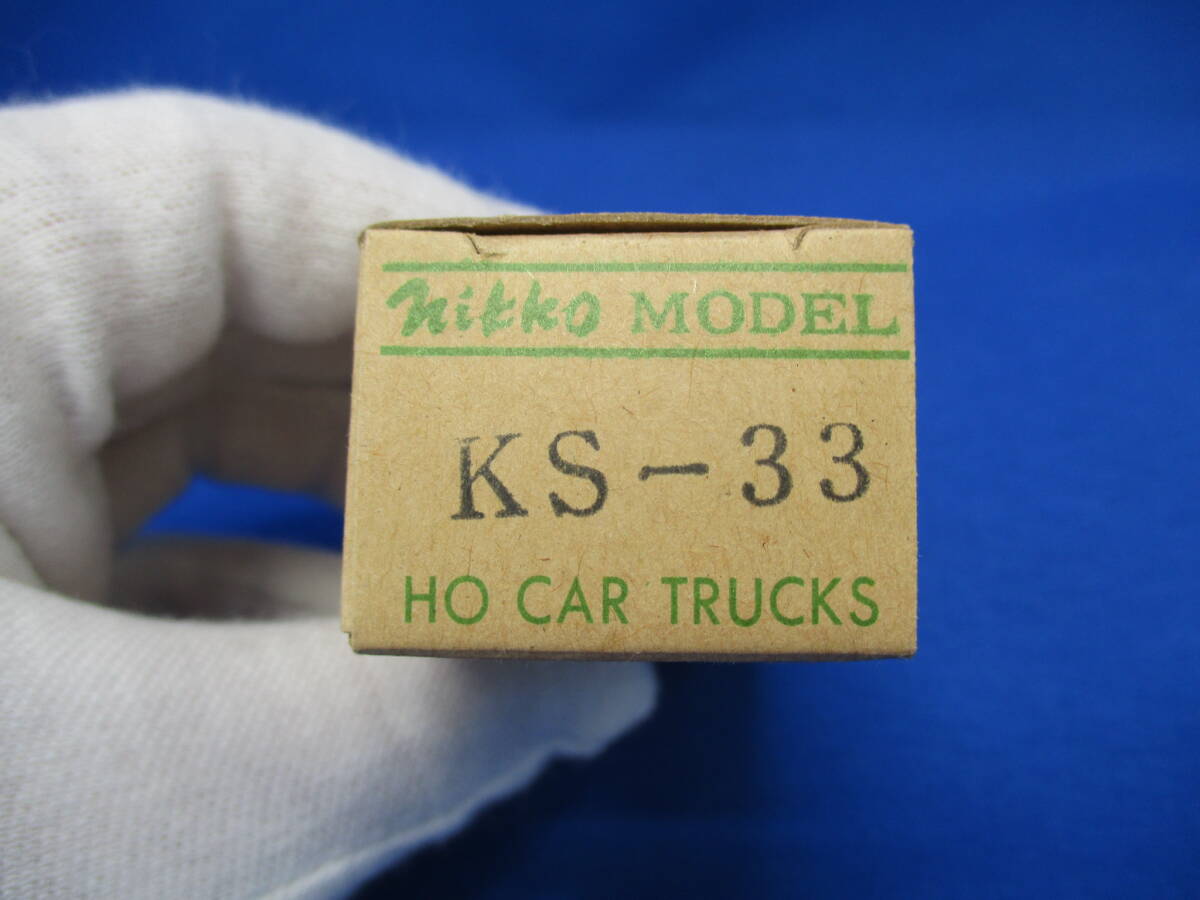 nikko MODEL
KS-33
HO CAR TRUCKS